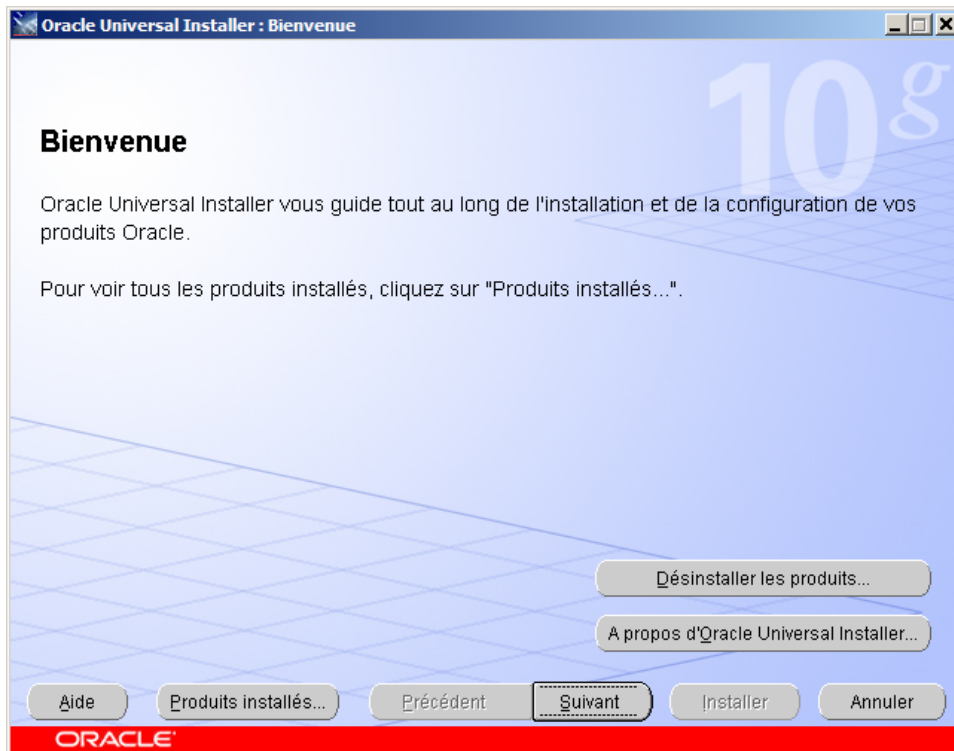 Oracle Universal Installer : Bienvenue
10g
Bienvenue
Oracle Universal Installer vous guide tout au long de l'installation et de la configuration de vos
produits Oracle.
Pour voir tous les produits installés, cliquez sur "Produits installés...".
Désinstaller les produits...
A propos d'Oracle Universal Installer...
Aide Produits installés... Précédent Suivant Installer Annuler
ORACLE